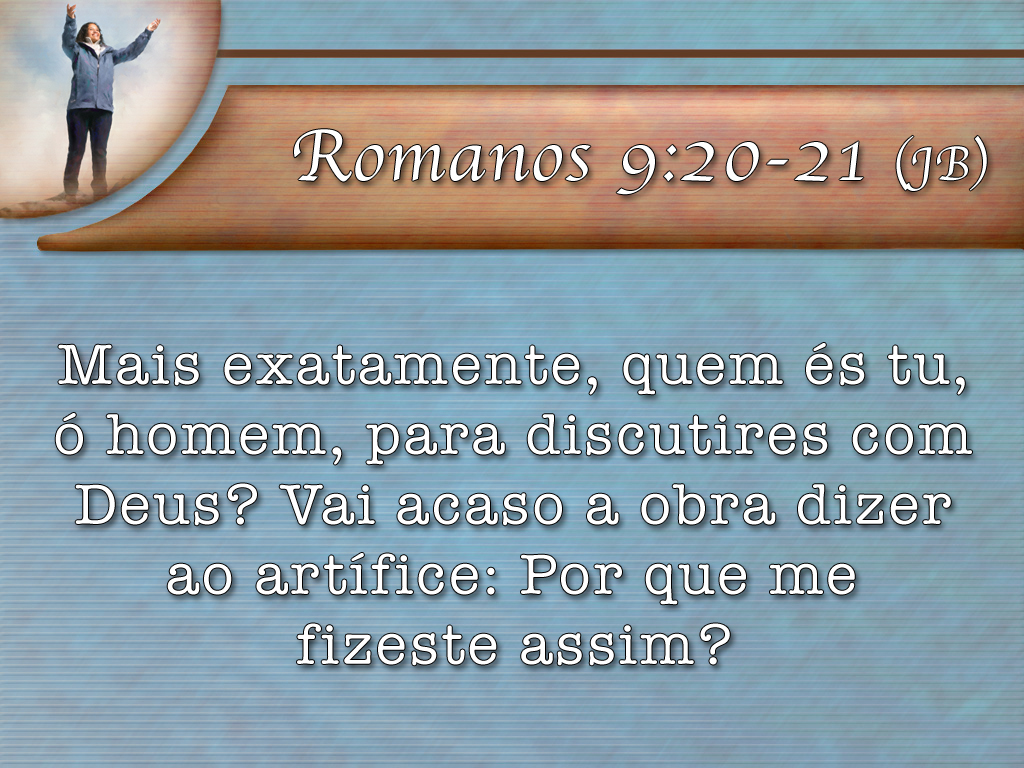 Romanos 9:20-21 (JB)
Mais exatamente, quem és tu,
ó homem, para discutires com
Deus? Vai acaso a obra dizer
ao artífice: Por que me
fizeste assim?